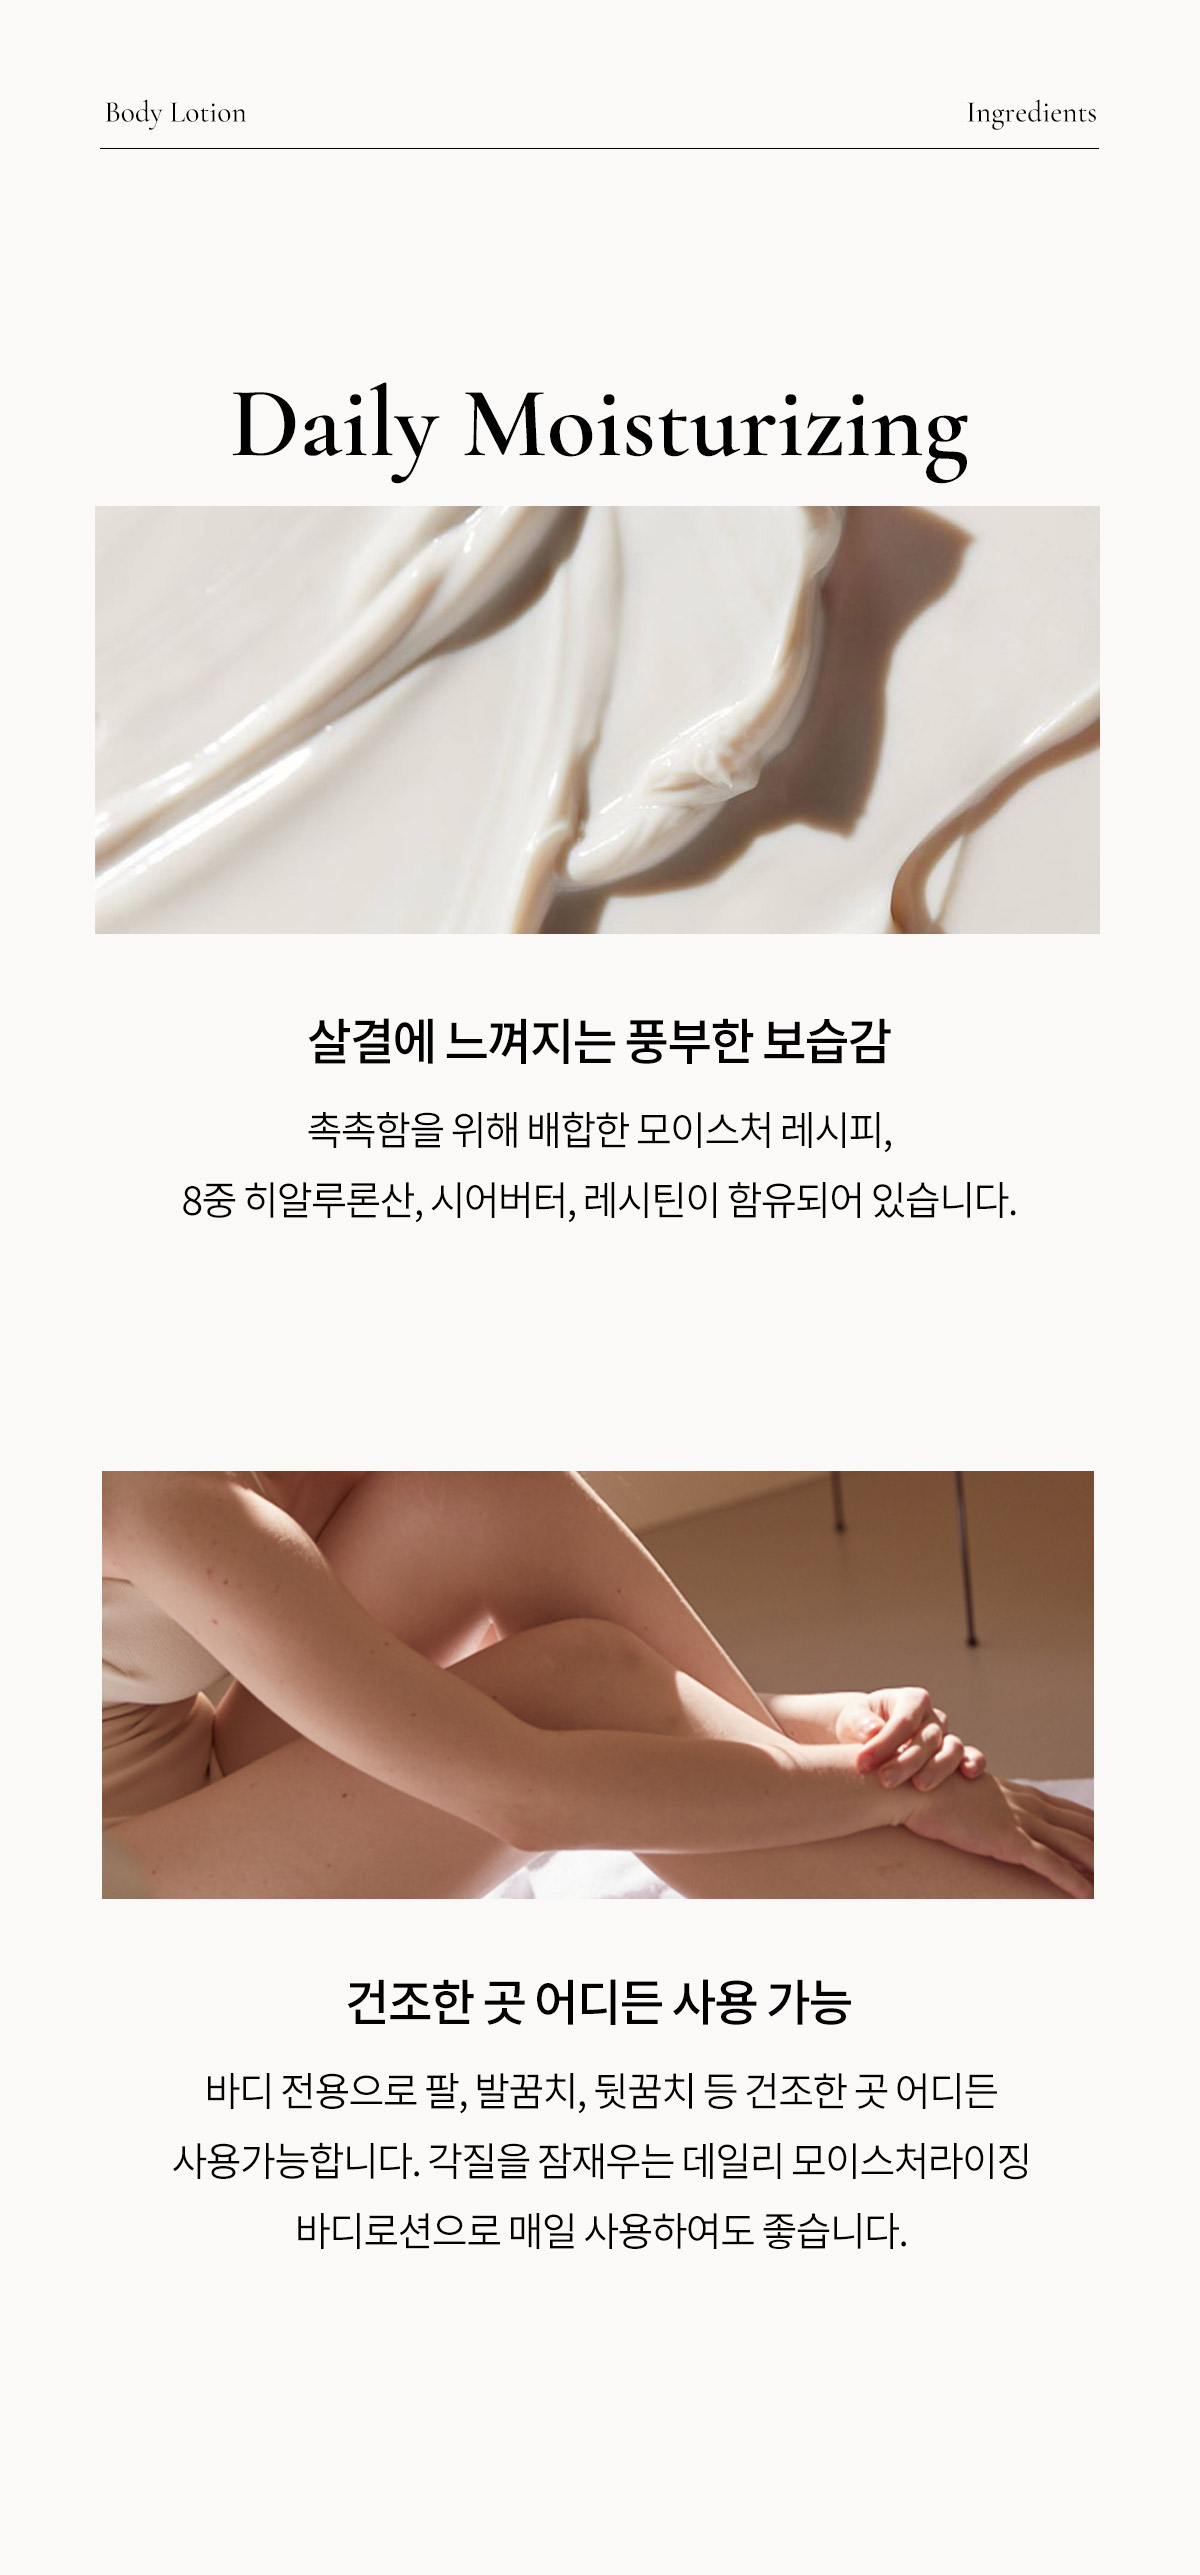 Body Lotion
Ingredients
Daily Moisturizing
살결에 느껴지는 풍부한 보습감
촉촉함을 위해 배합한 모이스처 레시피,
8중 히알루론산, 시어버터, 레시틴이 함유되어 있습니다.
건조한 곳 어디든 사용 가능
바디 전용으로 팔, 발꿈치, 뒷꿈치 등 건조한 곳 어디든
사용가능합니다. 각질을 잠재우는 데일리 모이스처라이징
바디로션으로 매일 사용하여도 좋습니다.